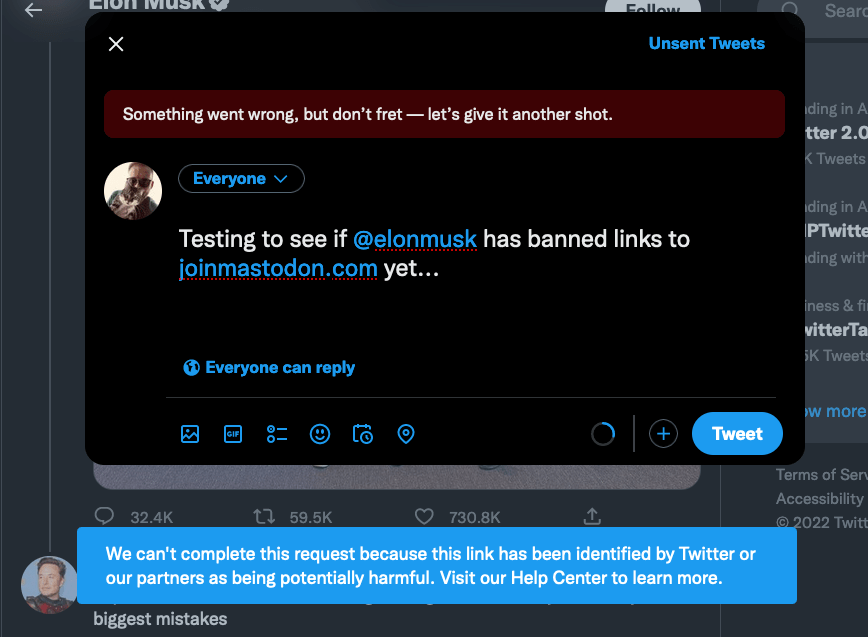 Elon Musk
Follow
Unsent Tweets
Something went wrong, but don't fret — let's give it another shot.
Everyone
Testing to see if @elonmusk has banned links to
joinmastodon.com yet...
Everyone can reply
GIF
Tweet
32.4K
59.5K
730.8K
We can't complete this request because this link has been identified by Twitter or
our partners as being potentially harmful. Visit our Help Center to learn more.
biggest mistakes
Sear
nding in A
tter 2.0
K Tweets
nding in A
IPTwitte
nding with
iness & fi
witterTa
5K Tweets
ow more
Terms of Serv
Accessibility
© 2022 Twitt